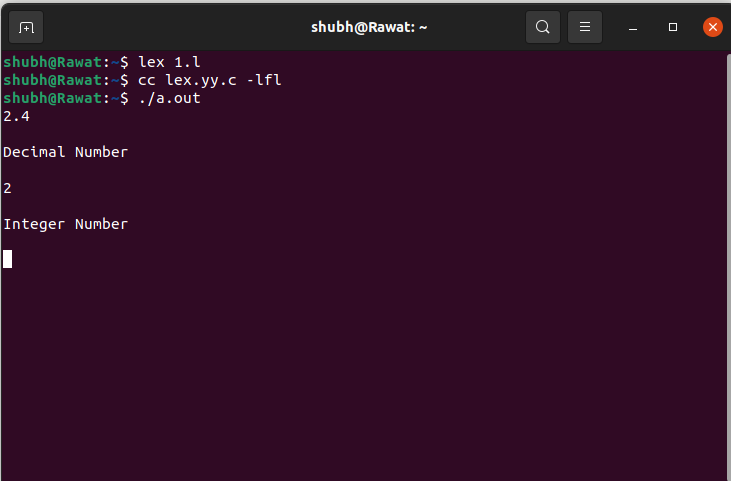 shubh@Rawat: ~
shubh@Rawat:~$ lex 1.l
shubh@Rawat:~$ cc lex.yy.c -lfl
shubh@Rawat:~$ ./a.out
2.4
Decimal Number
2
Integer Number